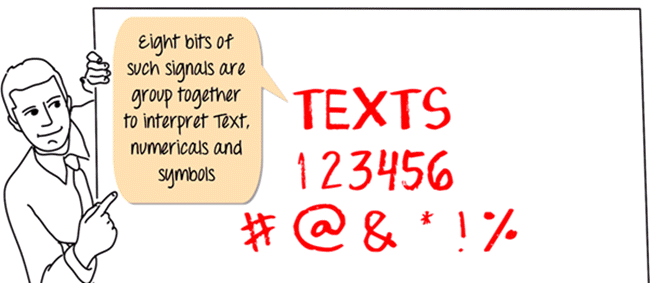 Eight bits of
such signals are
group together
to interpret Text,
numericals and
symbols
TEXTS
123456
# @ & * ! %